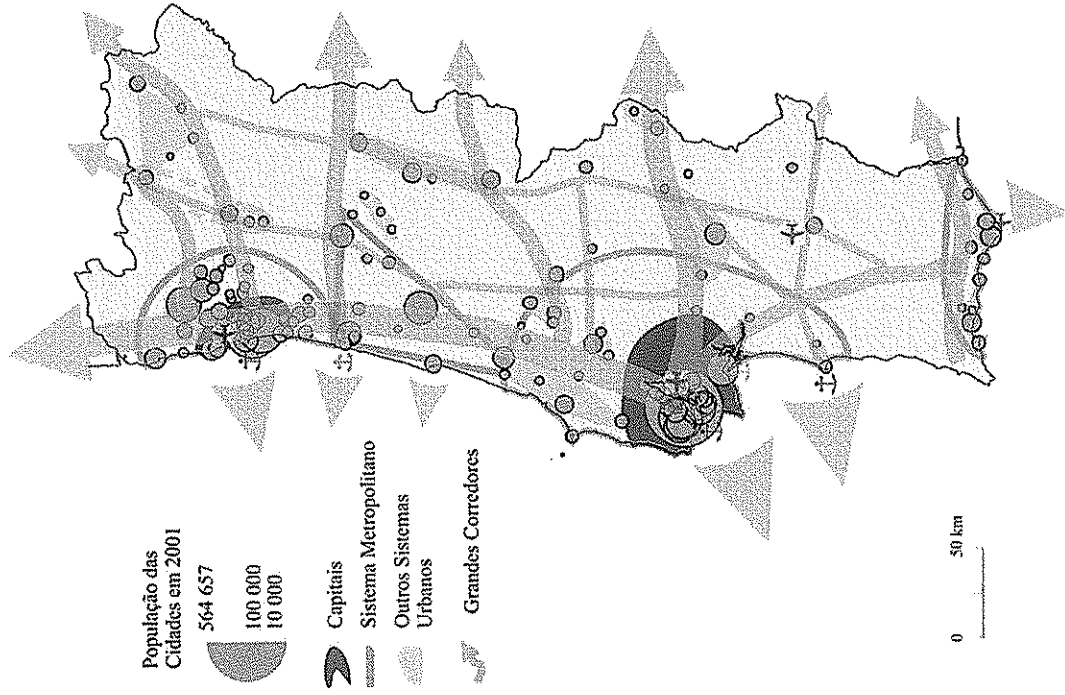 População das
Cidades em 2001
564 657
100 000
10 000
Capitais
Sistema Metropolitano
Outros Sistemas
Urbanos
Grandes Corredores
0 50 km